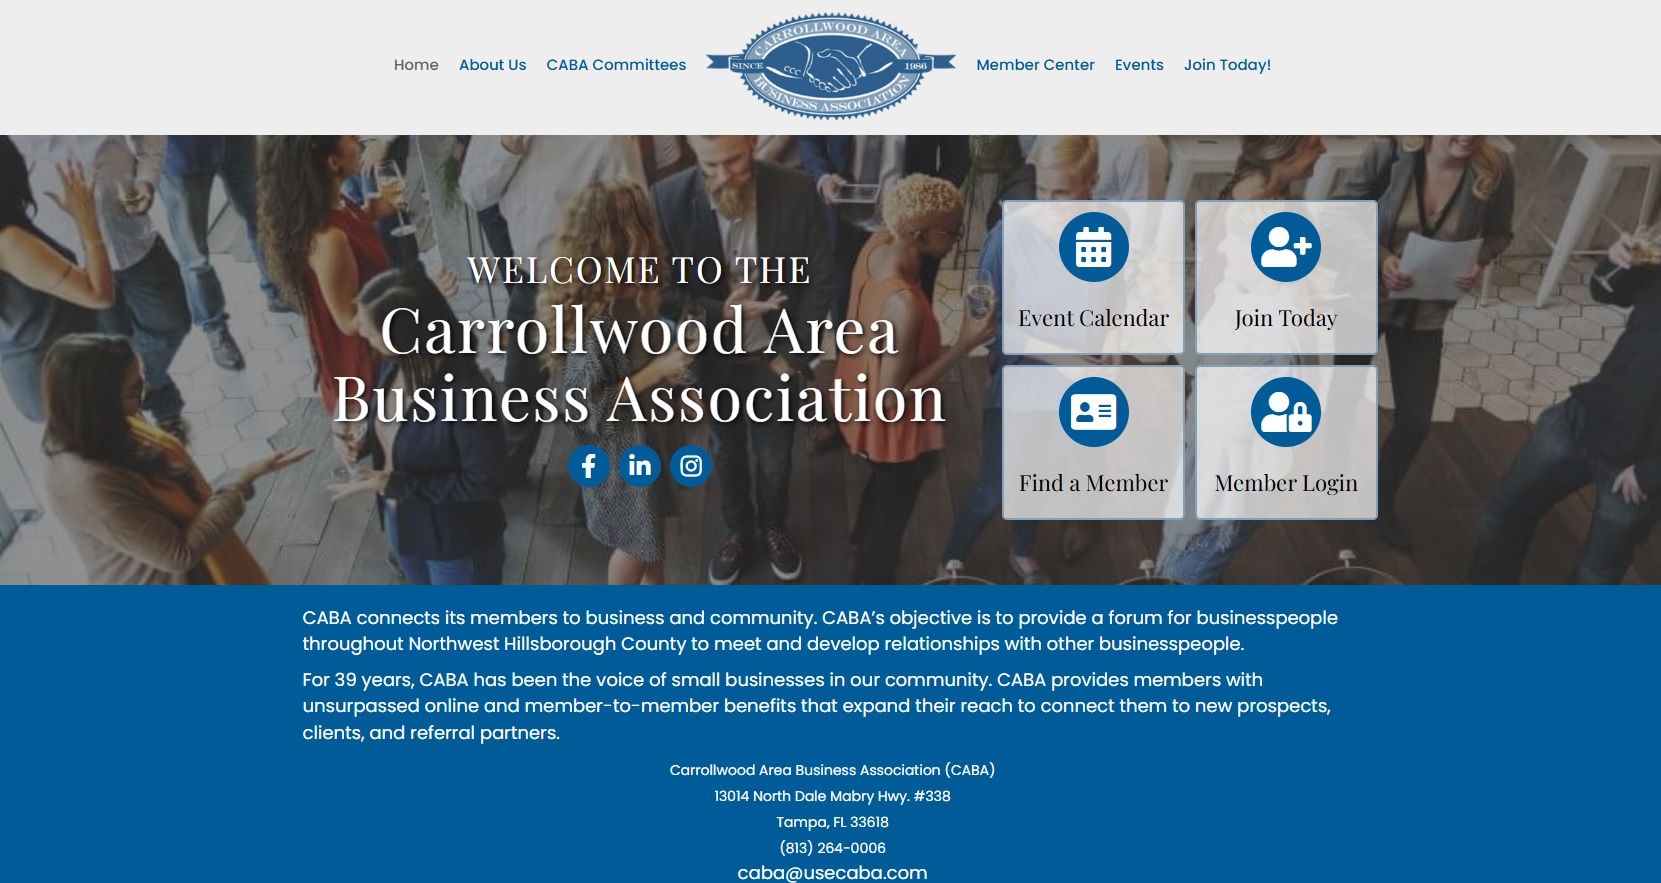 Home
About Us
CABA Committees
CARROLLWOOD AREA
SINCE
1986
BUSINESS ASSOCIATION
Member Center
Events
Join Today!
WELCOME TO THE
Carrollwood Area
Business Association
Event Calendar
Join Today
Find a Member
Member Login
CABA connects its members to business and community. CABA’s objective is to provide a forum for businesspeople
throughout Northwest Hillsborough County to meet and develop relationships with other businesspeople.
For 39 years, CABA has been the voice of small businesses in our community. CABA provides members with
unsurpassed online and member-to-member benefits that expand their reach to connect them to new prospects,
clients, and referral partners.
Carrollwood Area Business Association (CABA)
13014 North Dale Mabry Hwy. #338
Tampa, FL 33618
(813) 264-0006
caba@usecaba.com